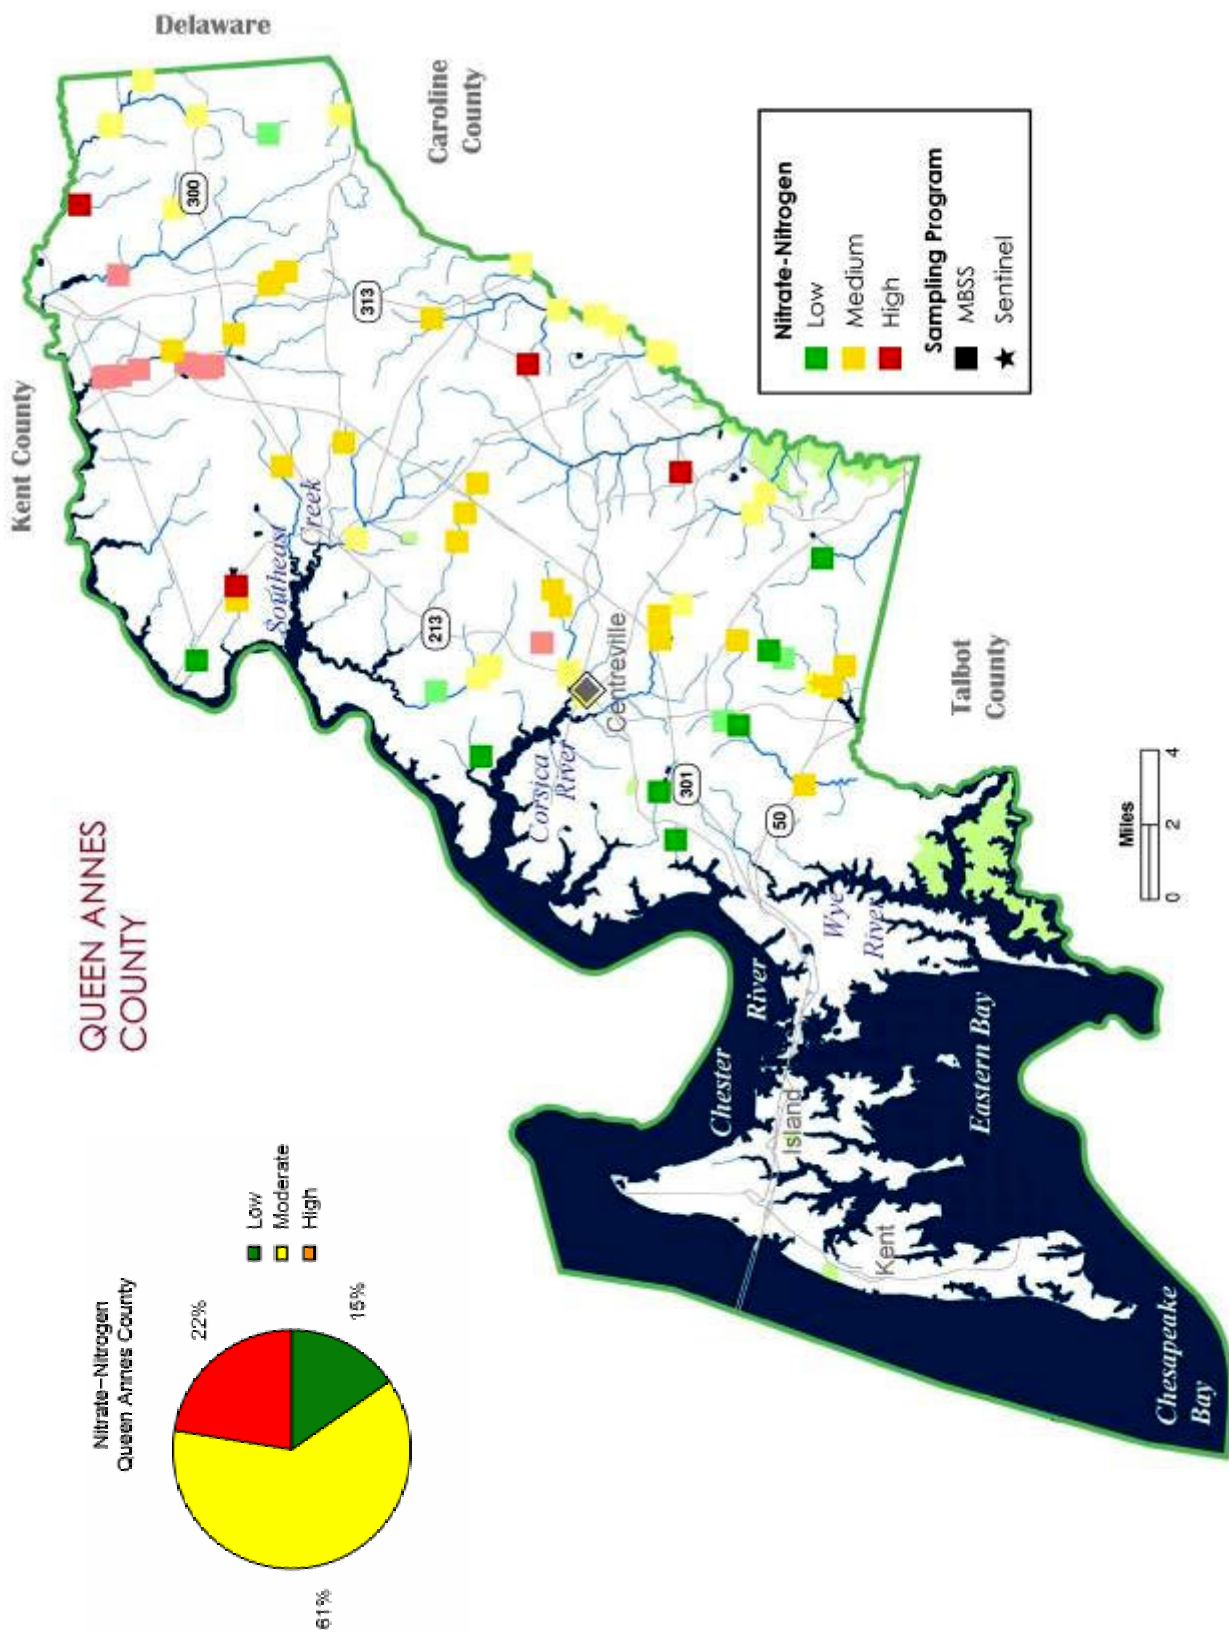 QUEEN ANNES
COUNTY
Nitrate-Nitrogen
Queen Annes County
22%
15%
61%
Low
Moderate
High
Kent County
Delaware
Caroline
County
Talbot
County
300
313
213
301
50
Southeast
Creek
Corsica
River
Centreville
Wye
River
Chester
River
Island
Kent
Eastern Bay
Chesapeake
Bay
Nitrate-Nitrogen
Low
Medium
High
Sampling Program
MBSS
Sentinel
Miles
0 2 4